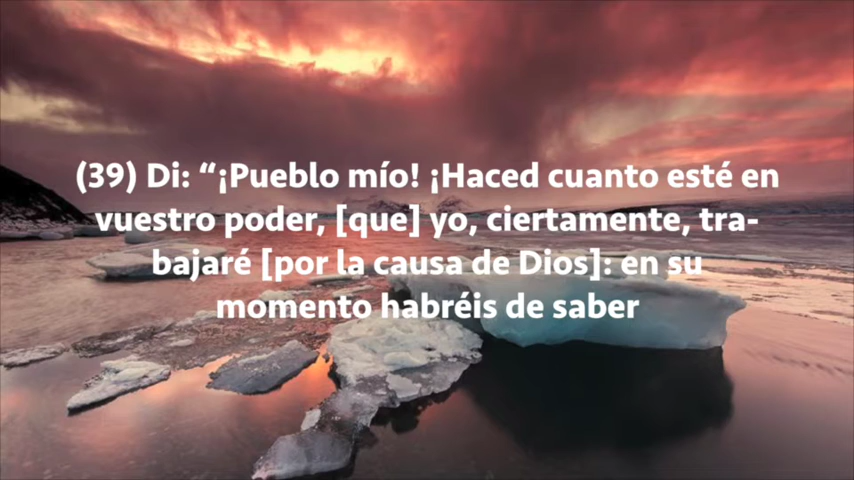 (39) Di: “¡Pueblo mío! ¡Haced cuanto esté en
vuestro poder, [que] yo, ciertamente, tra-
bajaré [por la causa de Dios]: en su
momento habréis de saber